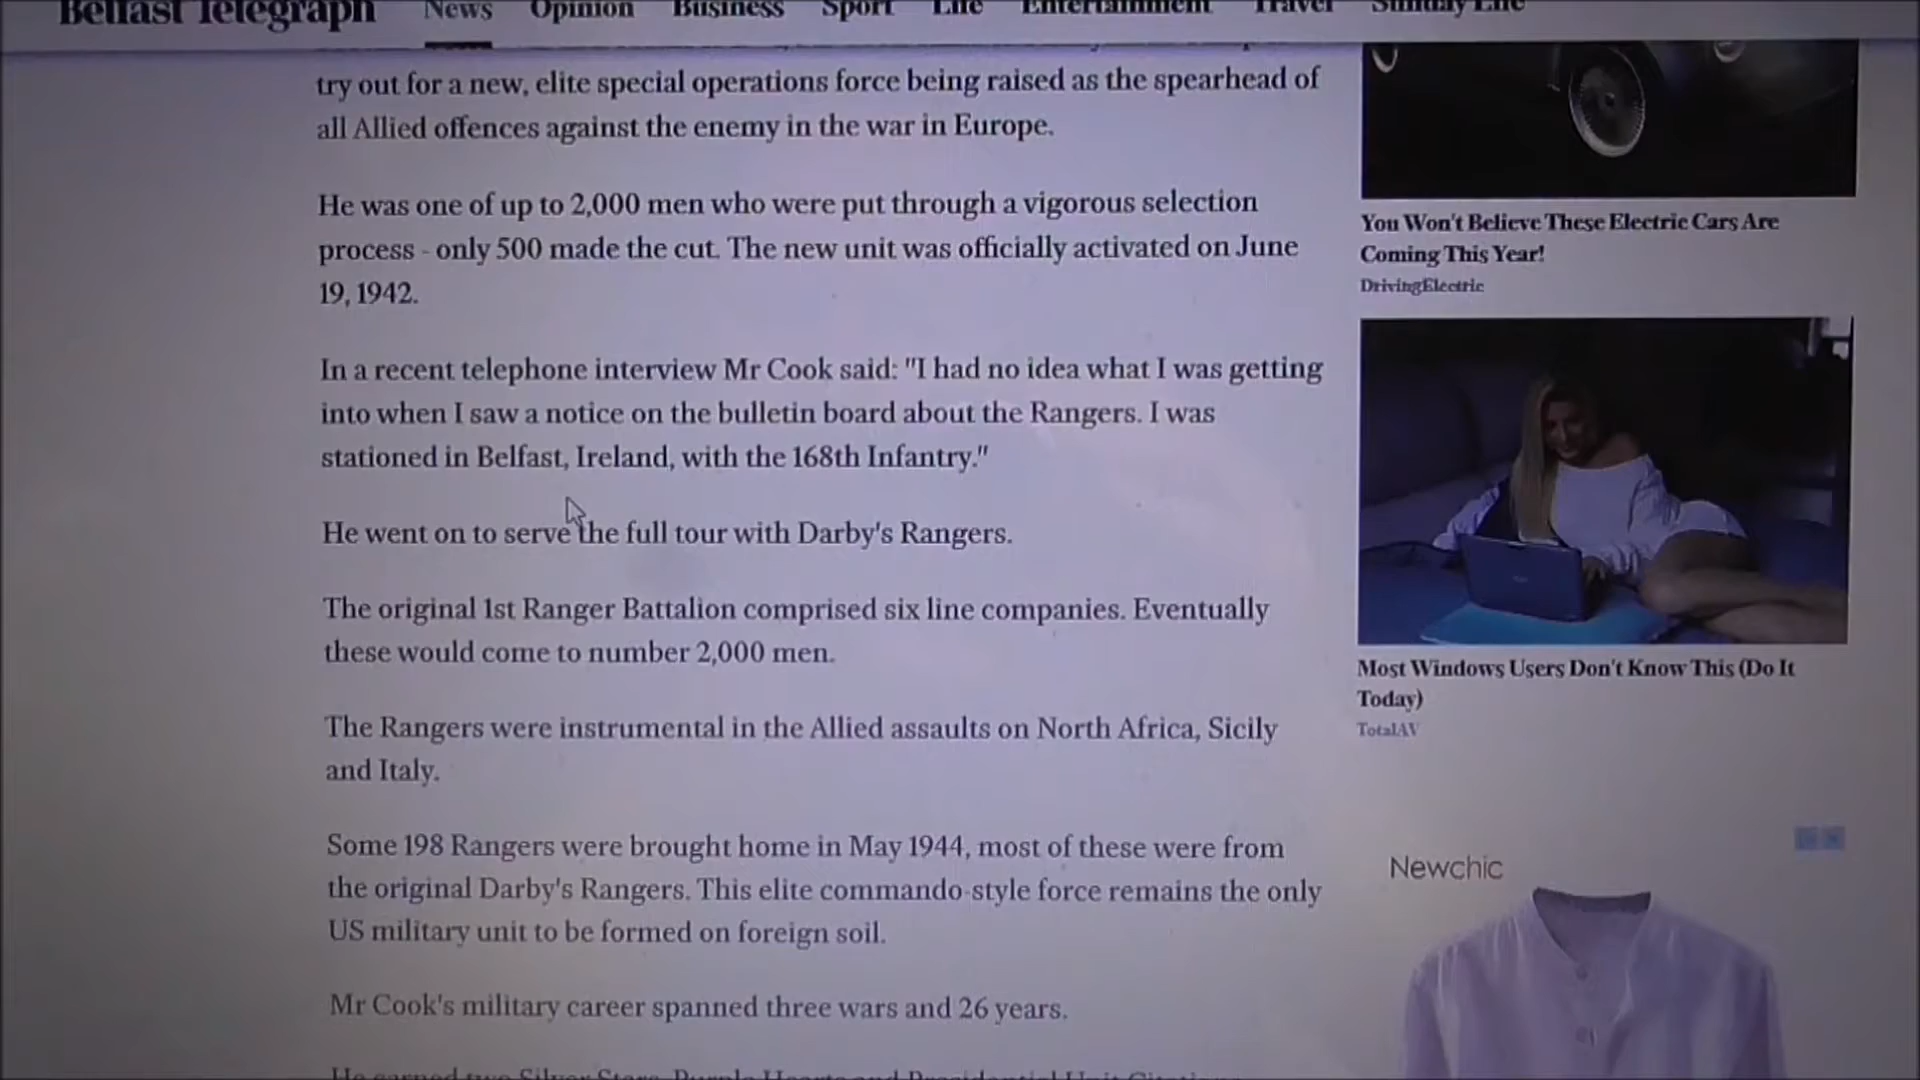 Belfast Telegraph News Opinion Business Sport Life Entertainment Travel Sunday Life
try out for a new, elite special operations force being raised as the spearhead of
all Allied offences against the enemy in the war in Europe.
He was one of up to 2,000 men who were put through a vigorous selection
process - only 500 made the cut. The new unit was officially activated on June
19, 1942.
In a recent telephone interview Mr Cook said: "I had no idea what I was getting
into when I saw a notice on the bulletin board about the Rangers. I was
stationed in Belfast, Ireland, with the 168th Infantry."
He went on to serve the full tour with Darby's Rangers.
The original 1st Ranger Battalion comprised six line companies. Eventually
these would come to number 2,000 men.
The Rangers were instrumental in the Allied assaults on North Africa, Sicily
and Italy.
Some 198 Rangers were brought home in May 1944, most of these were from
the original Darby's Rangers. This elite commando-style force remains the only
US military unit to be formed on foreign soil.
Mr Cook's military career spanned three wars and 26 years.
He earned two Silver Stars, Purple Hearts and Presidential Unit
You Won't Believe These Electric Cars Are
Coming This Year!
DrivingElectric
Most Windows Users Don't Know This (Do It
Today)
TotalAV
Newchic